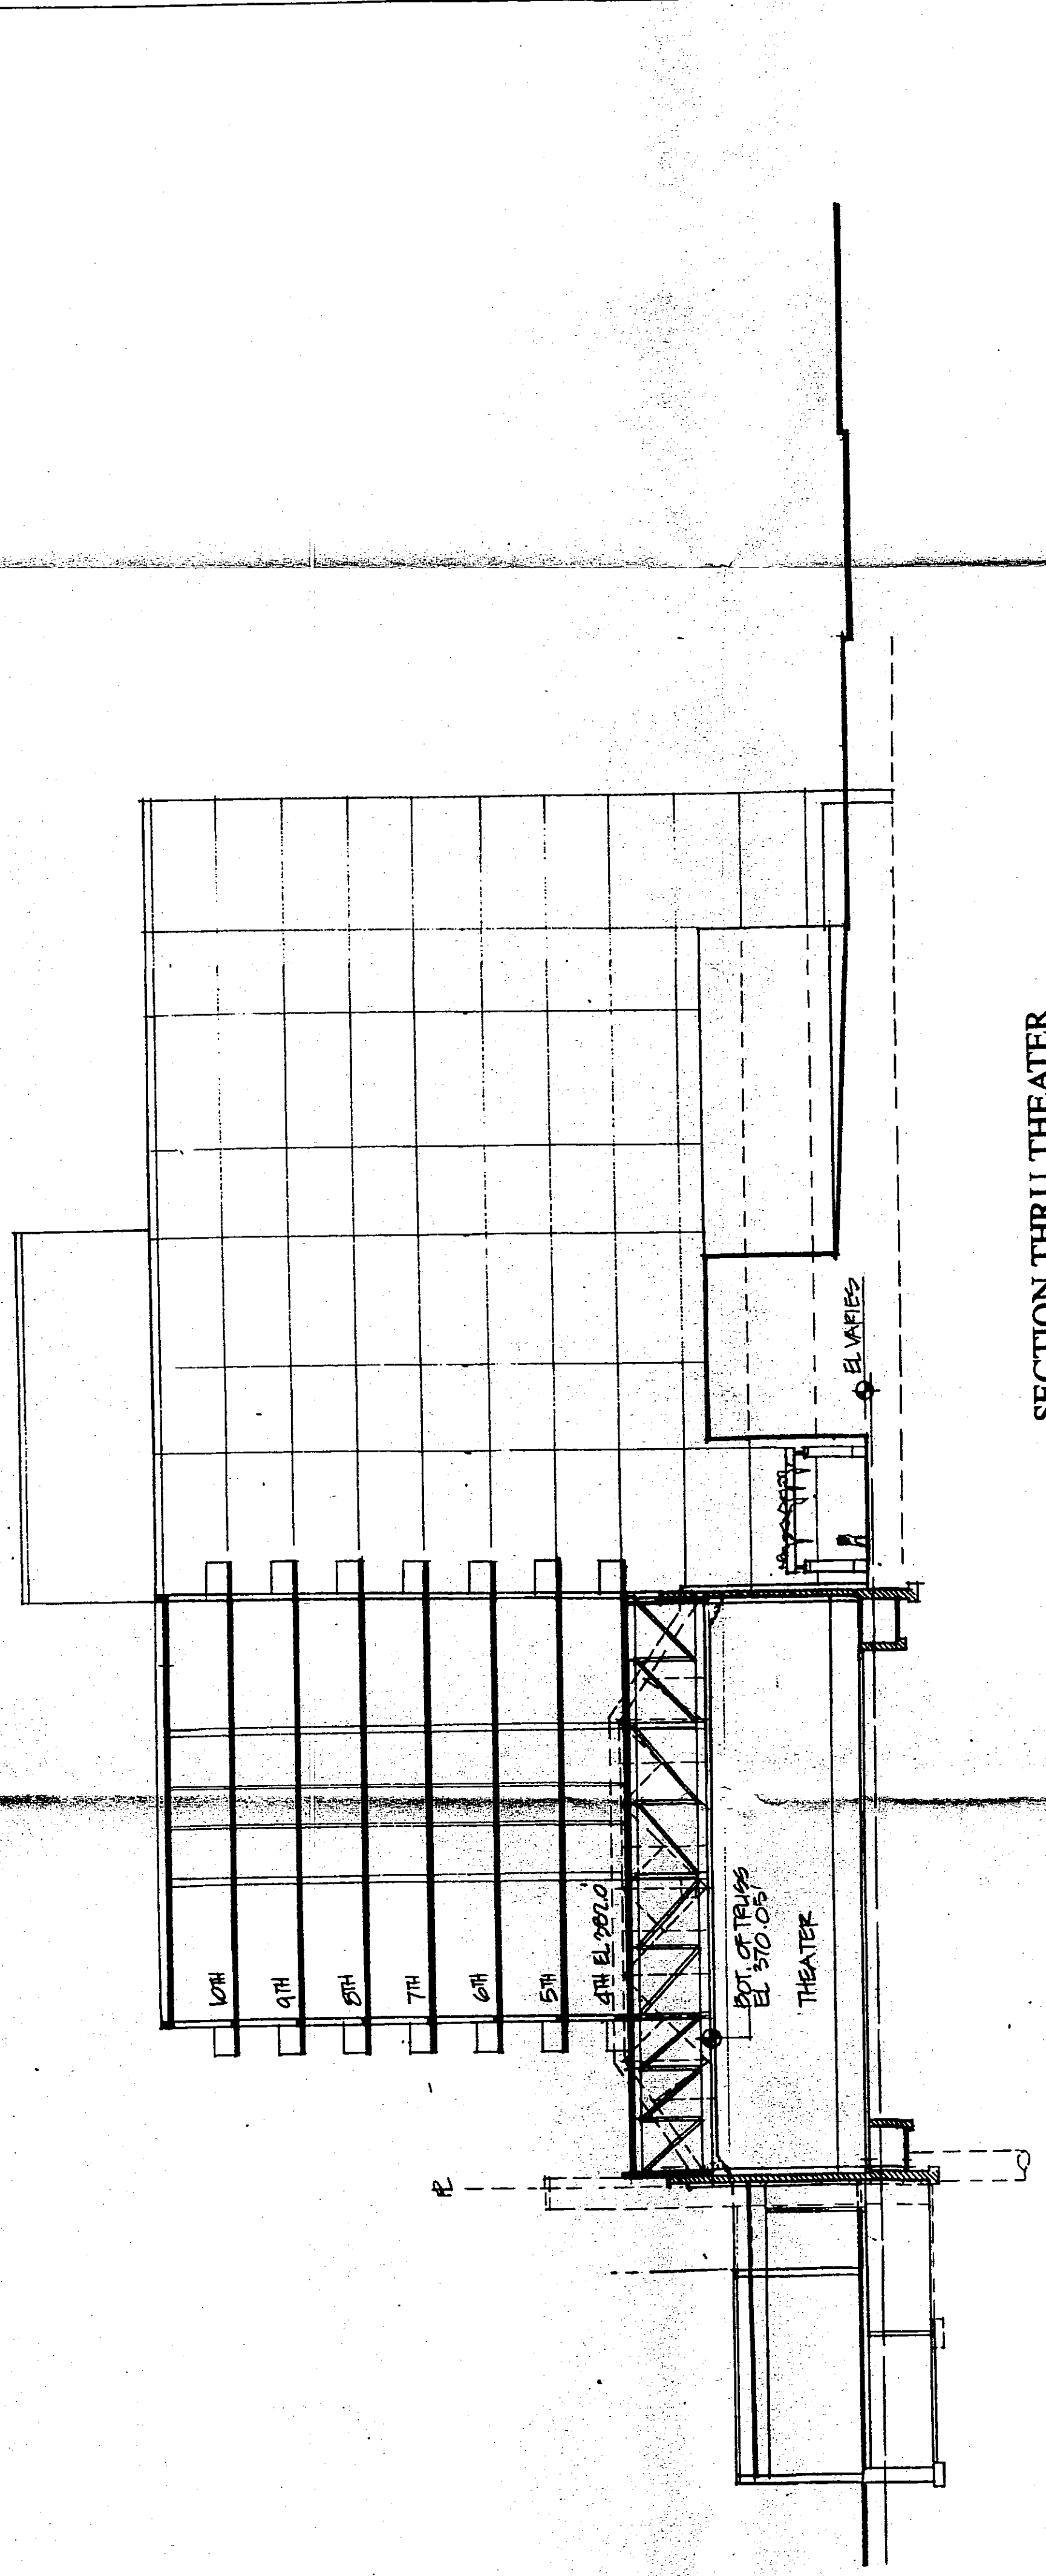 10TH
9TH
8TH
7TH
6TH
5TH
4TH EL 382.0'
BOT. OF TRUSS
EL 370.05'
THEATER
EL VARIES
PL
SECTION THRU THEATER